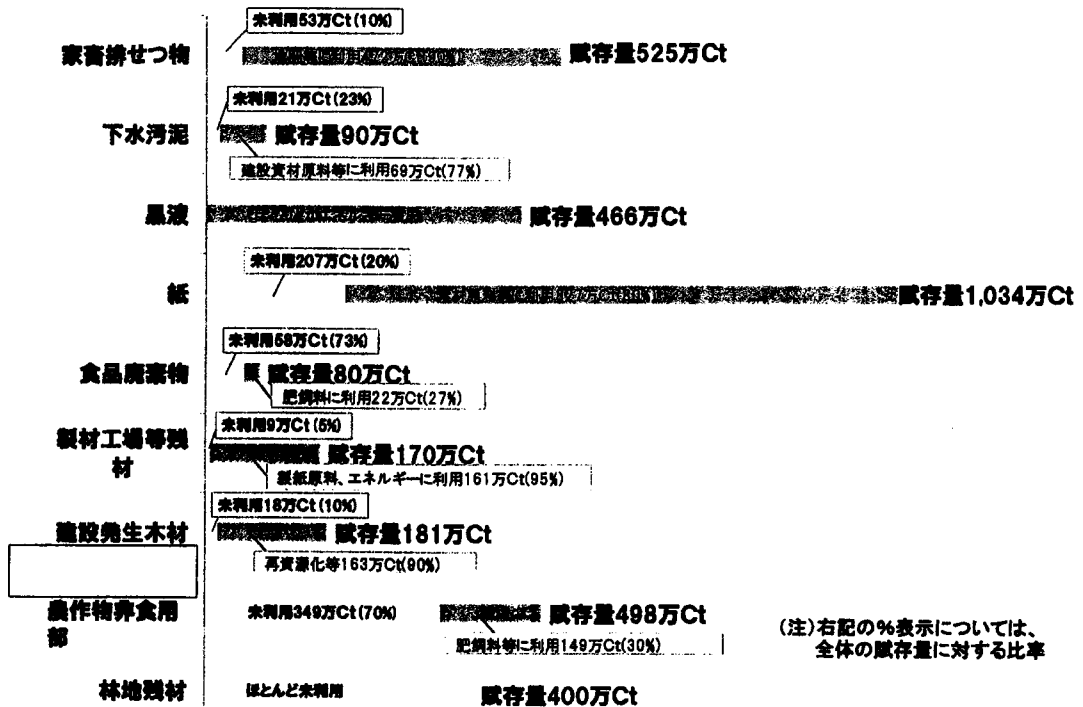 未利用53万Ct(10%)
家畜排せつ物
賦存量525万Ct
未利用21万Ct(23%)
下水汚泥
賦存量90万Ct
建設資材原料等に利用69万Ct(77%)
黒液
賦存量466万Ct
未利用207万Ct(20%)
紙
賦存量1,034万Ct
未利用58万Ct(73%)
食品廃棄物
賦存量80万Ct
肥飼料に利用22万Ct(27%)
未利用9万Ct(5%)
製材工場等残
材
賦存量170万Ct
製紙原料、エネルギーに利用161万Ct(95%)
未利用18万Ct(10%)
建設発生木材
賦存量181万Ct
再資源化等163万Ct(90%)
農作物非食用
部
未利用349万Ct(70%)
賦存量498万Ct
肥飼料等に利用149万Ct(30%)
(注)右記の%表示については、
全体の賦存量に対する比率
林地残材
ほとんど未利用
賦存量400万Ct